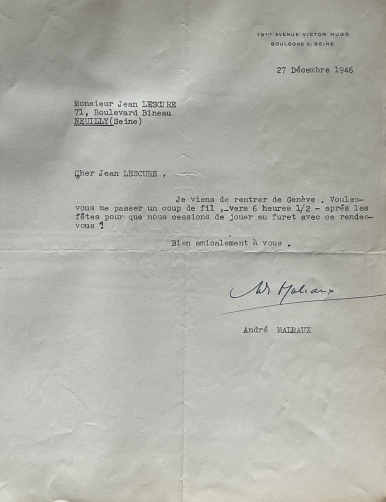 19BIS AVENUE VICTOR HUGO
BOULOGNE S/ SEINE
27 Décembre 1946
Monsieur Jean LESCURE
71, Boulevard Bineau
NEUILLY(Seine)
Cher Jean LESCURE ,
Je viens de rentrer de Genève . Voulez-
vous me passer un coup de fil , vers 6 heures 1/2 - après les
fêtes pour que nous cessions de jouer au furet avec ce rendez-
vous ?
Bien amicalement à vous .
André Malraux
André MALRAUX